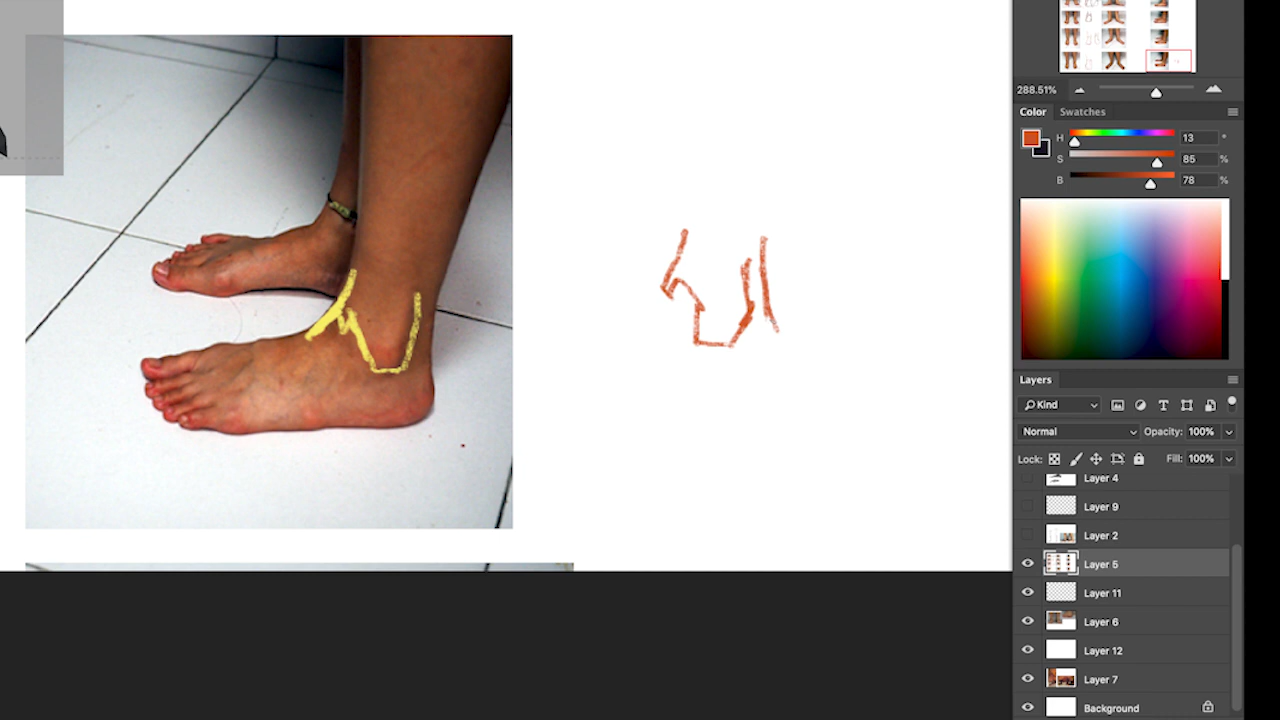 288.51%
Color Swatches
H 13 °
S 85 %
B 78 %
Layers
Kind
Normal Opacity: 100%
Lock: Fill: 100%
Layer 4
Layer 9
Layer 2
Layer 5
Layer 11
Layer 6
Layer 12
Layer 7
Background